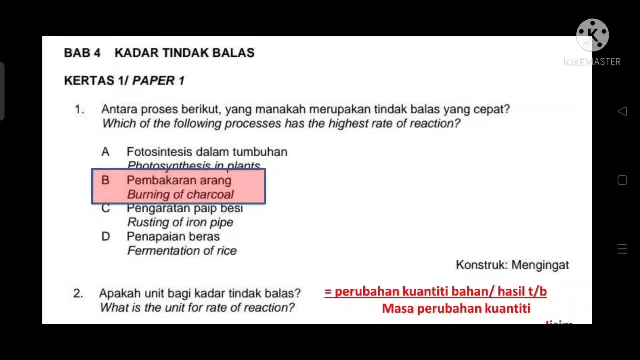 KINEMASTER
BAB 4 KADAR TINDAK BALAS
KERTAS 1/ PAPER 1
1. Antara proses berikut, yang manakah merupakan tindak balas yang cepat?
Which of the following processes has the highest rate of reaction?
A Fotosintesis dalam tumbuhan
Photosynthesis in plants
B Pembakaran arang
Burning of charcoal
C Pengaratan paip besi
Rusting of iron pipe
D Penapaian beras
Fermentation of rice
Konstruk: Mengingat
2. Apakah unit bagi kadar tindak balas?
= perubahan kuantiti bahan/ hasil t/b
What is the unit for rate of reaction?
Masa perubahan kuantiti